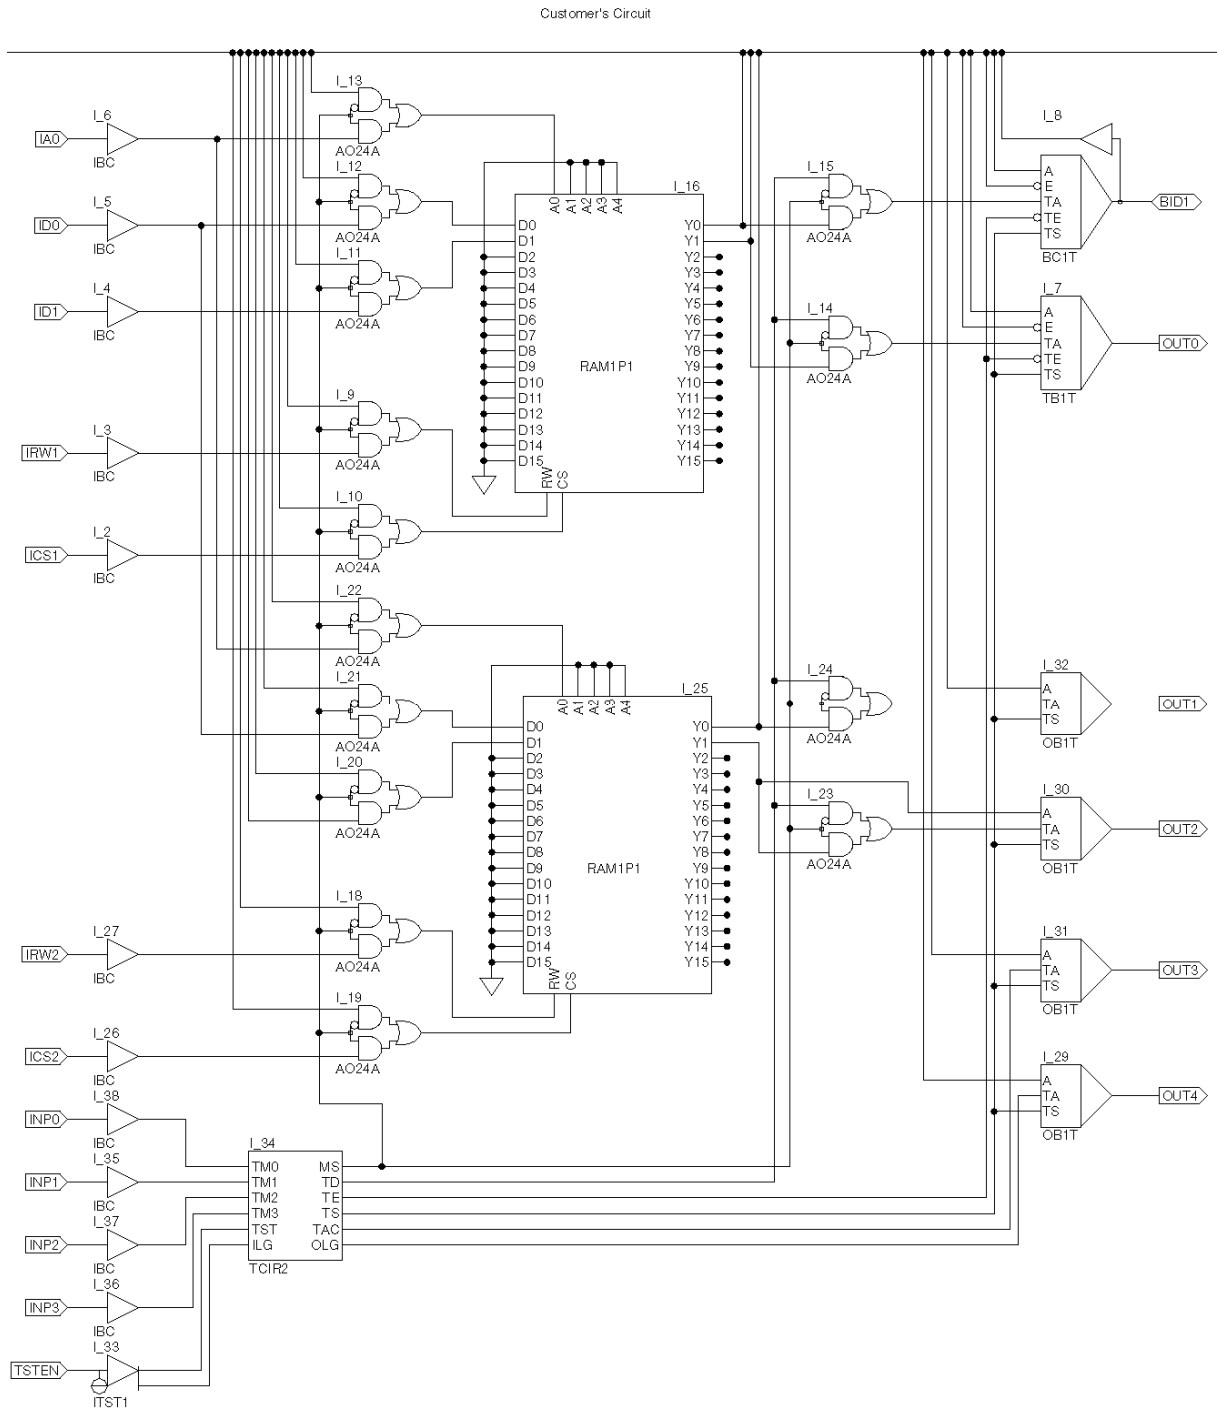 Customer's Circuit
I_13
AO24A
I_6
IA0
IBC
I_12
AO24A
I_5
ID0
IBC
I_11
AO24A
I_4
ID1
IBC
I_9
AO24A
I_3
IRW1
IBC
I_10
AO24A
I_2
ICS1
IBC
I_16
A0 A1 A2 A3 A4
D0 Y0
D1 Y1
D2 Y2
D3 Y3
D4 Y4
D5 Y5
D6 Y6
D7 Y7
D8 Y8
D9 Y9
D10 Y10
D11 Y11
D12 Y12
D13 Y13
D14 Y14
D15 Y15
RAM1P1
RW CS
I_15
AO24A
I_14
AO24A
I_8
A
E
TA
TE
TS
BC1T
BID1
I_7
A
E
TA
TE
TS
TB1T
OUT0
I_22
AO24A
I_21
AO24A
I_20
AO24A
I_18
AO24A
I_27
IRW2
IBC
I_19
AO24A
I_26
ICS2
IBC
I_25
A0 A1 A2 A3 A4
D0 Y0
D1 Y1
D2 Y2
D3 Y3
D4 Y4
D5 Y5
D6 Y6
D7 Y7
D8 Y8
D9 Y9
D10 Y10
D11 Y11
D12 Y12
D13 Y13
D14 Y14
D15 Y15
RAM1P1
RW CS
I_24
AO24A
I_23
AO24A
I_32
A
TA
TS
OB1T
OUT1
I_30
A
TA
TS
OB1T
OUT2
I_31
A
TA
TS
OB1T
OUT3
I_29
A
TA
TS
OB1T
OUT4
I_38
INP0
IBC
I_35
INP1
IBC
I_37
INP2
IBC
I_36
INP3
IBC
I_33
TSTEN
ITST1
I_34
TM0 MS
TM1 TD
TM2 TE
TM3 TS
TST TAC
ILG OLG
TCIR2